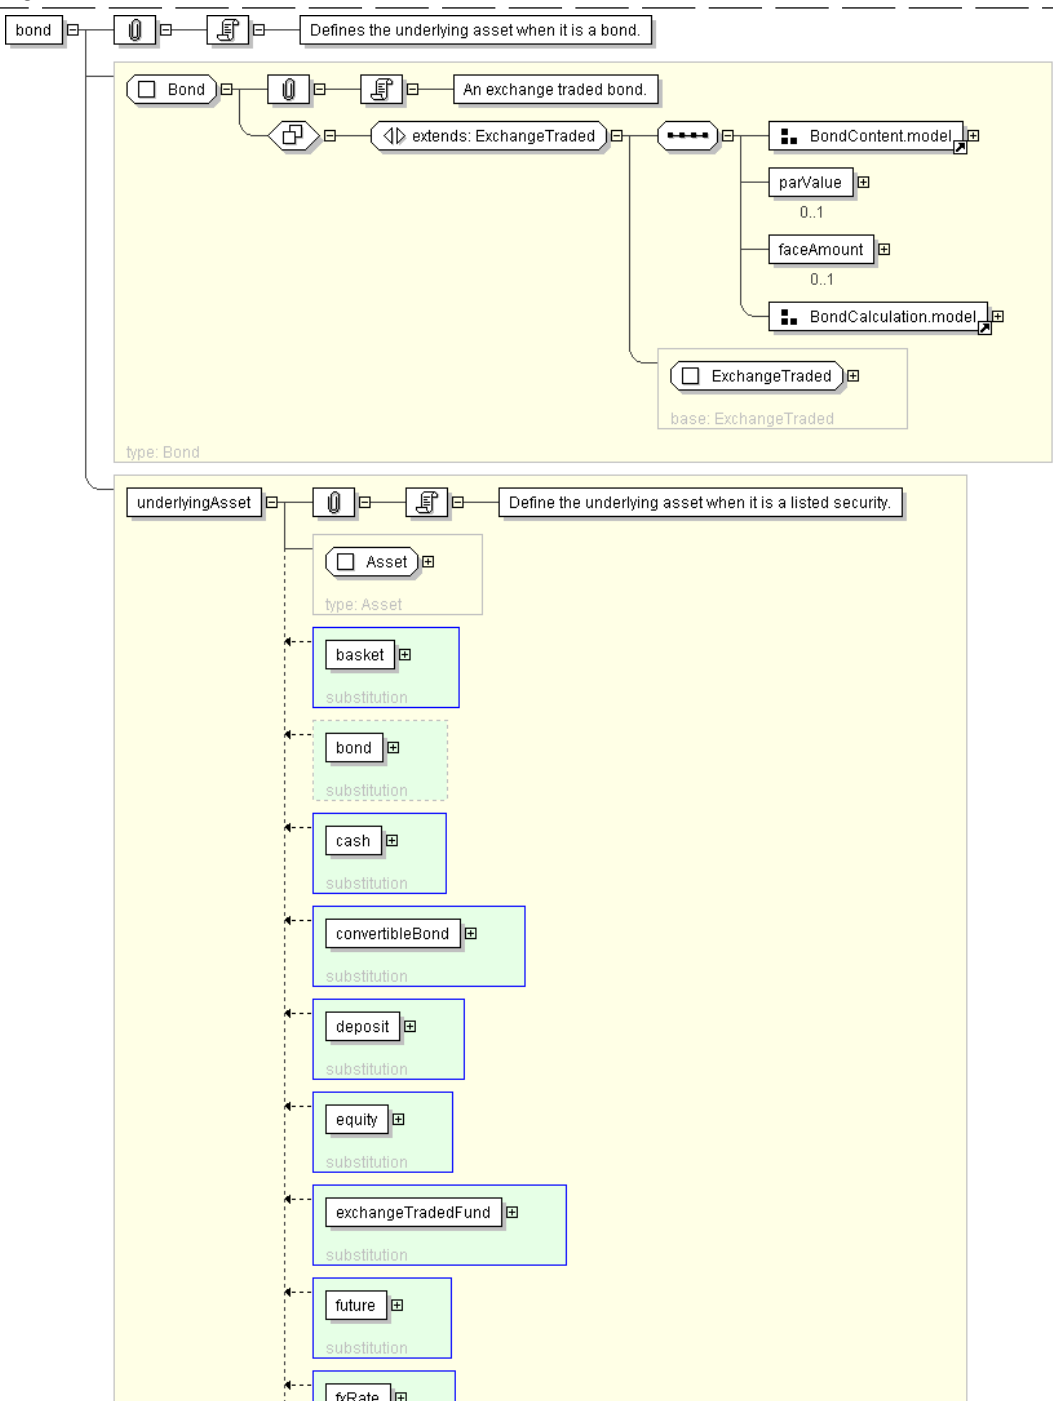 bond
Defines the underlying asset when it is a bond.
Bond
An exchange traded bond.
extends: ExchangeTraded
BondContent.model
parValue
0..1
faceAmount
0..1
BondCalculation.model
ExchangeTraded
base: ExchangeTraded
type: Bond
underlyingAsset
Define the underlying asset when it is a listed security.
Asset
type: Asset
basket
substitution
bond
substitution
cash
substitution
convertibleBond
substitution
deposit
substitution
equity
substitution
exchangeTradedFund
substitution
future
substitution
fxRate